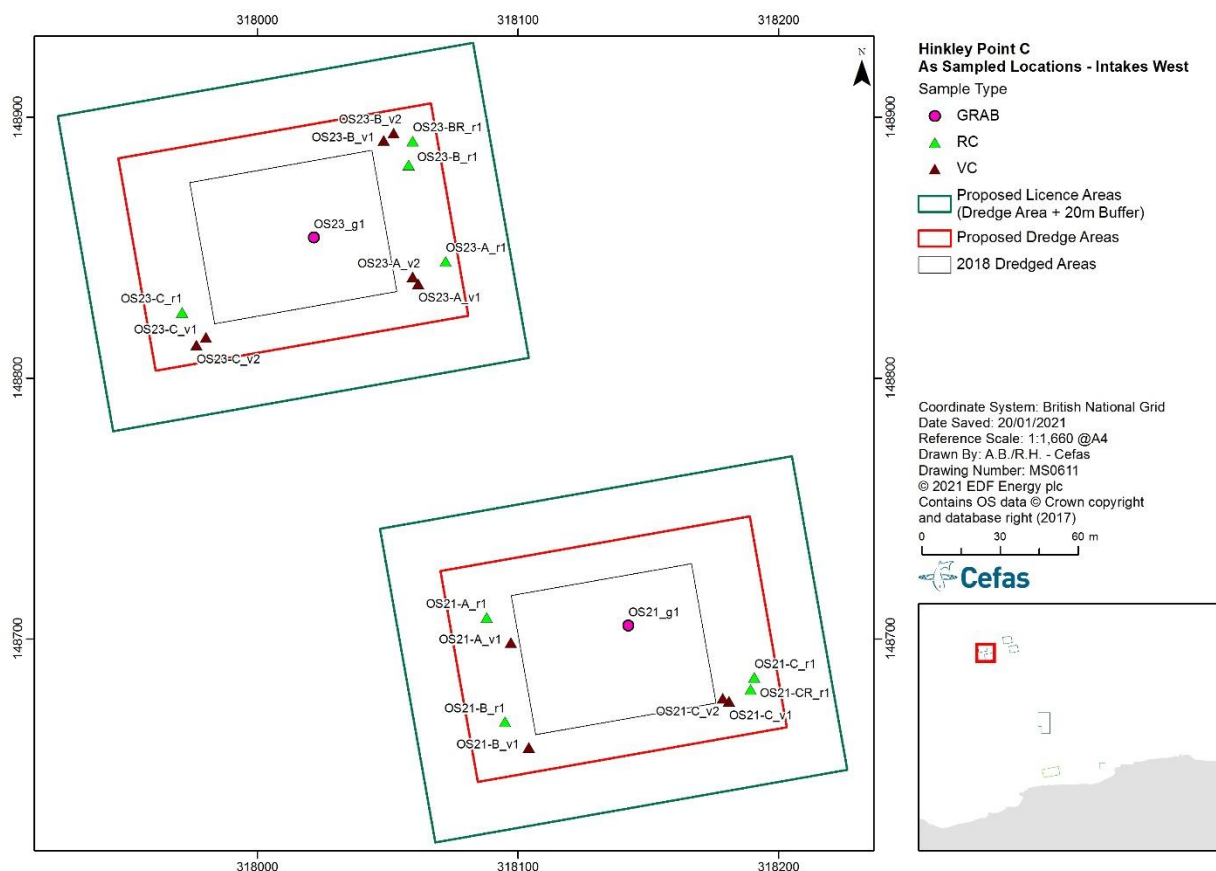 318000
318100
318200
148900
148800
148700
OS23-B_v2
OS23-BR_r1
OS23-B_v1
OS23-B_r1
OS23_g1
OS23-A_r1
OS23-A_v2
OS23-A_v1
OS23-C_r1
OS23-C_v1
OS23-C_v2
OS21-A_r1
OS21_g1
OS21-A_v1
OS21-C_r1
OS21-CR_r1
OS21-B_r1
OS21-C_v2
OS21-C_v1
OS21-B_v1
148900
148800
148700
318000
318100
318200
N
Hinkley Point C
As Sampled Locations - Intakes West
Sample Type
GRAB
RC
VC
Proposed Licence Areas
(Dredge Area + 20m Buffer)
Proposed Dredge Areas
2018 Dredged Areas
Coordinate System: British National Grid
Date Saved: 20/01/2021
Reference Scale: 1:1,660 @A4
Drawn By: A.B./R.H. - Cefas
Drawing Number: MS0611
© 2021 EDF Energy plc
Contains OS data © Crown copyright
and database right (2017)
0 30 60 m
Cefas